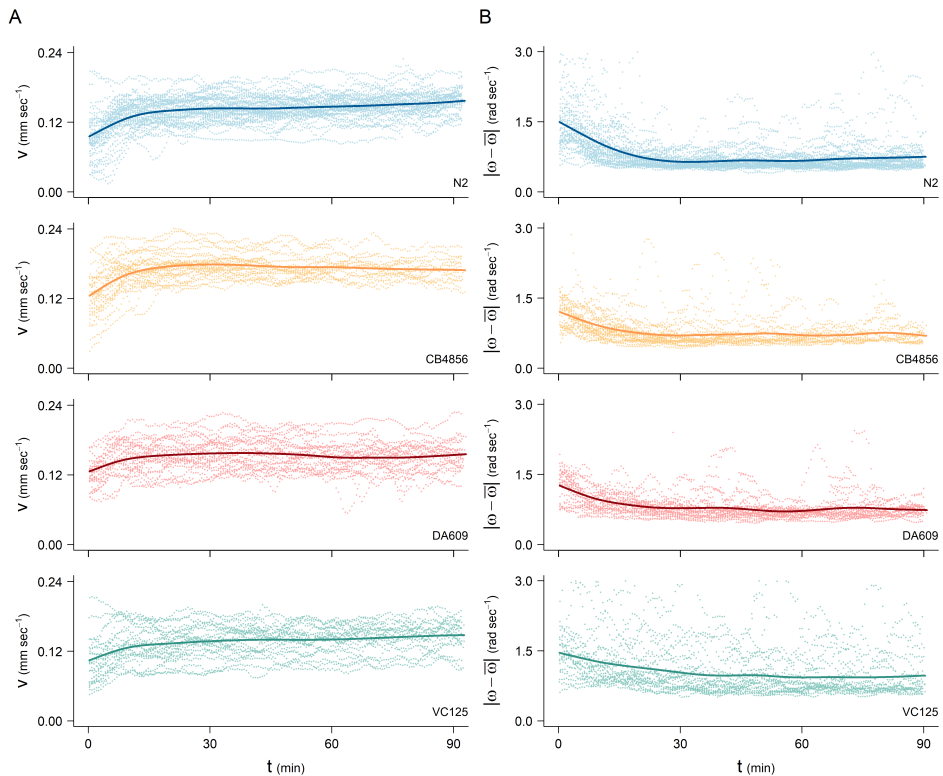 A
B
0.24
0.12
0.00
v (mm sec⁻¹)
N2
3.0
1.5
0.0
|ω − ω̅| (rad sec⁻¹)
N2
0.24
0.12
0.00
v (mm sec⁻¹)
CB4856
3.0
1.5
0.0
|ω − ω̅| (rad sec⁻¹)
CB4856
0.24
0.12
0.00
v (mm sec⁻¹)
DA609
3.0
1.5
0.0
|ω − ω̅| (rad sec⁻¹)
DA609
0.24
0.12
0.00
v (mm sec⁻¹)
VC125
0 30 60 90
t (min)
3.0
1.5
0.0
|ω − ω̅| (rad sec⁻¹)
VC125
0 30 60 90
t (min)